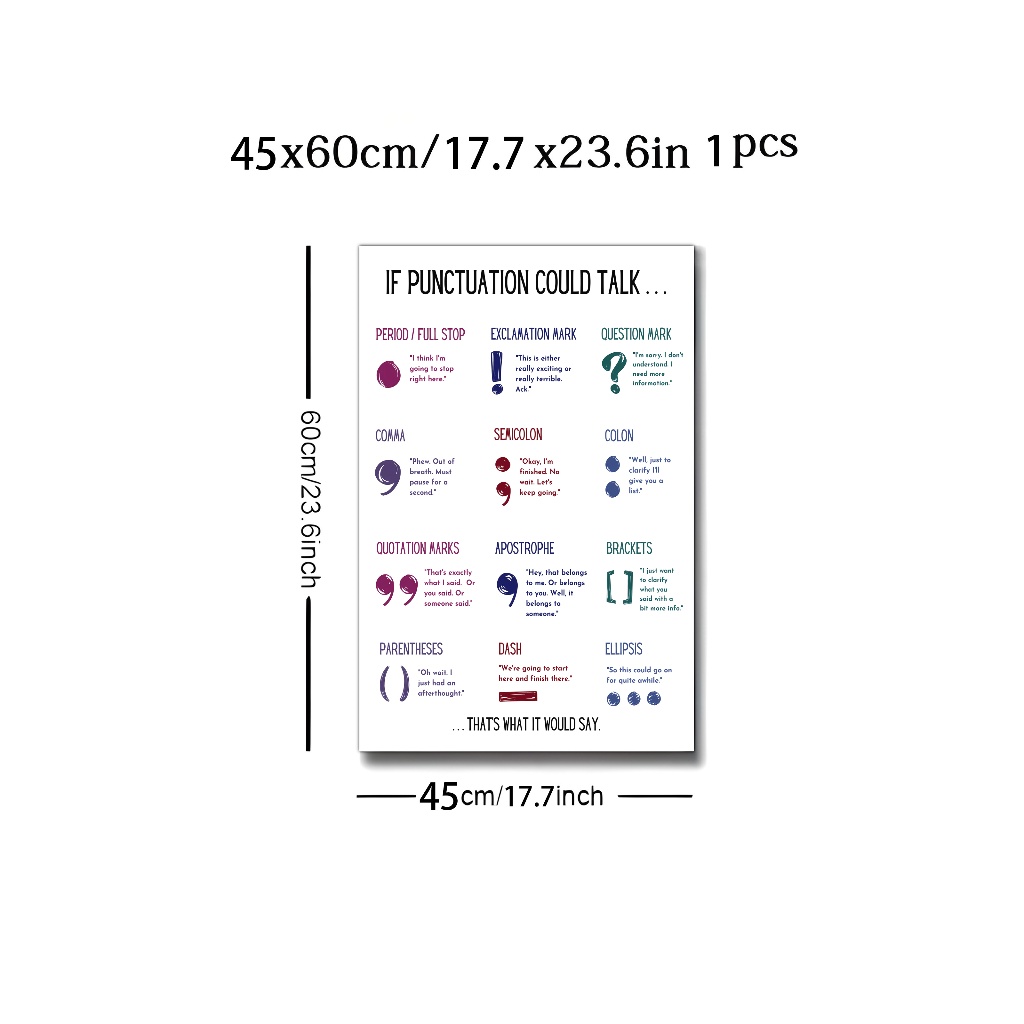 45x60cm/17.7 x23.6in 1pcs
60cm/23.6inch
IF PUNCTUATION COULD TALK...
PERIOD / FULL STOP
"I think I'm
going to stop
right here."
EXCLAMATION MARK
!
"This is either
really exciting or
really terrible.
Ack."
QUESTION MARK
?
"I'm sorry. I don't
understand. I
need more
information."
COMMA
,
"Phew. Out of
breath. Must
pause for a
second."
SEMICOLON
;
"Okay, I'm
finished. No
wait. Let's
keep going."
COLON
:
"Well, just to
clarify I'll
give you a
list."
QUOTATION MARKS
"That's exactly
what I said. Or
you said. Or
someone said."
APOSTROPHE
"Hey, that belongs
to me. Or belongs
to you. Well, it
belongs to
someone."
BRACKETS
[ ]
"I just want
to clarify
what you
said with a
bit more info."
PARENTHESES
( )
"Oh wait. I
just had an
afterthought."
DASH
"We're going to start
here and finish there."
ELLIPSIS
"So this could go on
for quite awhile."
...THAT'S WHAT IT WOULD SAY.
45cm/17.7inch